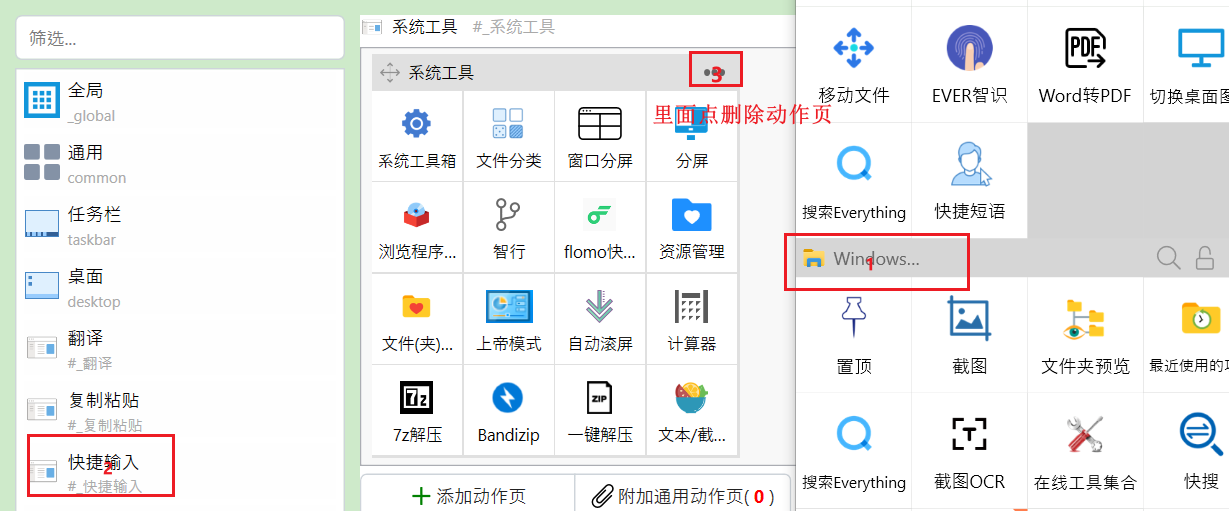 筛选...
全局
_global
通用
common
任务栏
taskbar
桌面
desktop
翻译
#_翻译
复制粘贴
#_复制粘贴
快捷输入
#_快捷输入
2
系统工具 #_系统工具
系统工具
3
里面点删除动作页
系统工具箱 文件分类 窗口分屏 分屏
浏览程序... 智行 flomo快... 资源管理
文件(夹)... 上帝模式 自动滚屏 计算器
7z解压 Bandizip 一键解压 文本/截...
添加动作页 附加通用动作页( 0 )
移动文件 EVER智识 Word转PDF 切换桌面
搜索Everything 快捷短语
Windows...
1
置顶 截图 文件夹预览 最近使用的项
搜索Everything 截图OCR 在线工具集合 快搜
PDF
7z
ZIP
T